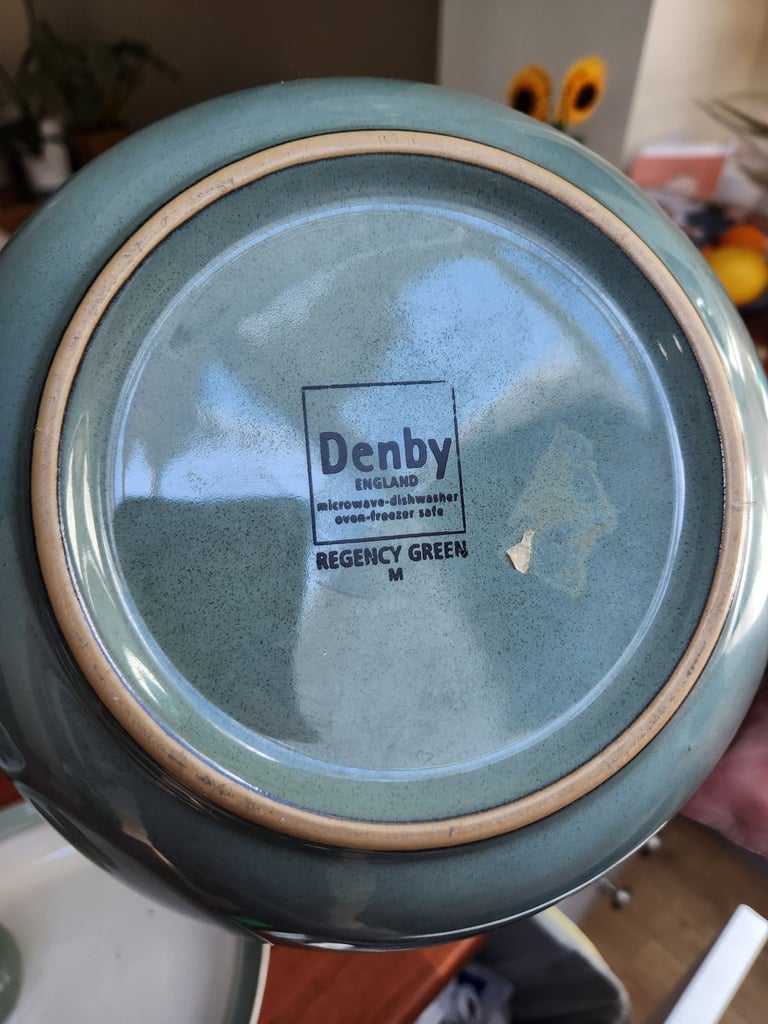 Denby
ENGLAND
microwave-dishwasher
oven-freezer safe
REGENCY GREEN
M